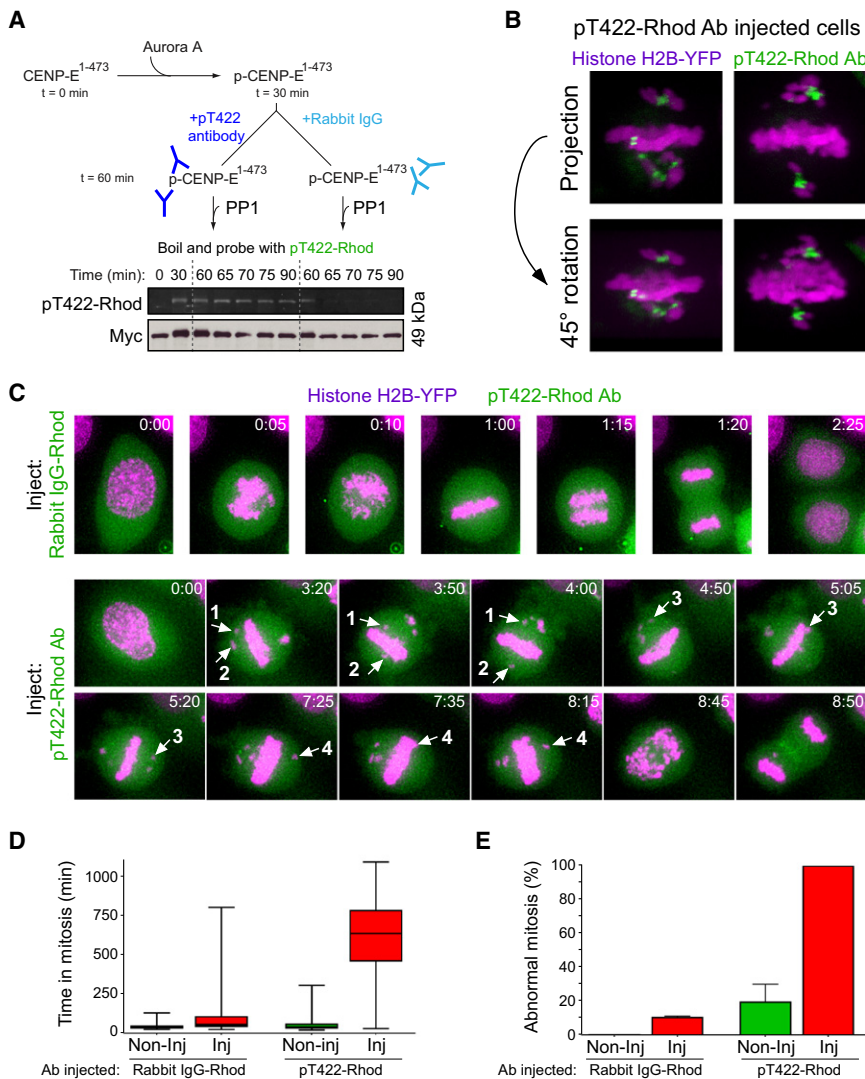 A
Aurora A
CENP-E1-473
p-CENP-E1-473
t = 0 min
t = 30 min
+pT422
antibody
+Rabbit IgG
t = 60 min
p-CENP-E1-473
p-CENP-E1-473
PP1
PP1
Boil and probe with pT422-Rhod
Time (min): 0 30 60 65 70 75 90 60 65 70 75 90
pT422-Rhod
Myc
49 kDa
B
pT422-Rhod Ab injected cells
Histone H2B-YFP pT422-Rhod Ab
Projection
45° rotation
C
Histone H2B-YFP pT422-Rhod Ab
Inject:
Rabbit IgG-Rhod
0:00 0:05 0:10 1:00 1:15 1:20 2:25
Inject:
pT422-Rhod Ab
0:00 3:20 3:50 4:00 4:50 5:05
1 1 1 3 3
2 2 2
5:20 7:25 7:35 8:15 8:45 8:50
3 4 4 4
D
Time in mitosis (min)
1000
750
500
250
0
Non-Inj Inj Non-inj Inj
Ab injected: Rabbit IgG-Rhod pT422-Rhod
E
Abnormal mitosis (%)
100
80
60
40
20
0
Non-Inj Inj Non-Inj Inj
Ab injected: Rabbit IgG-Rhod pT422-Rhod